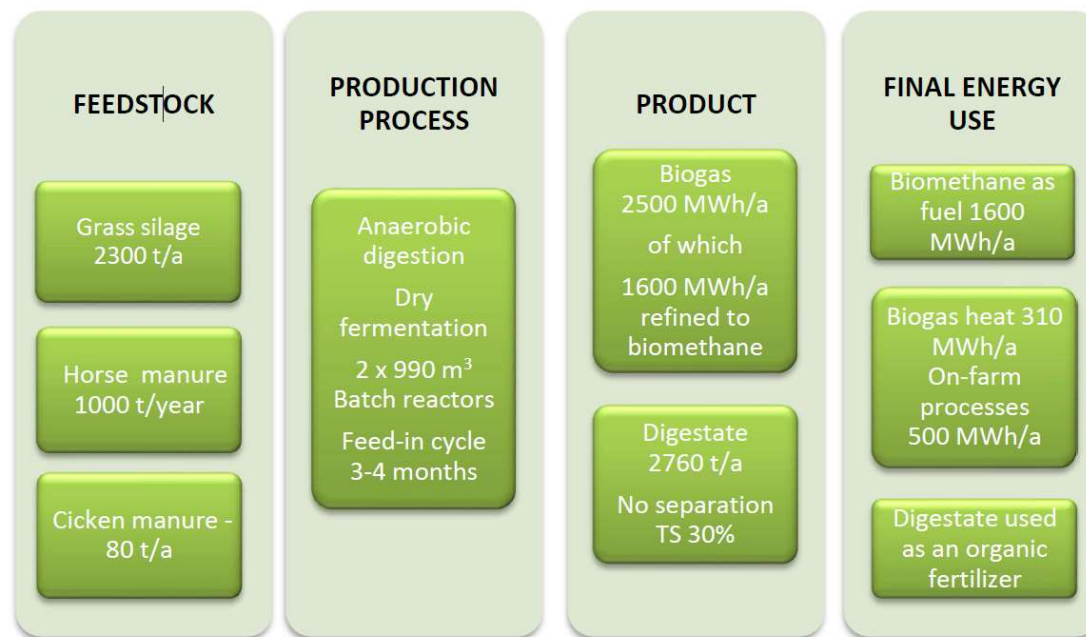 FEEDSTOCK
Grass silage
2300 t/a
Horse manure
1000 t/year
Cicken manure -
80 t/a
PRODUCTION
PROCESS
Anaerobic
digestion
Dry
fermentation
2 x 990 m³
Batch reactors
Feed-in cycle
3-4 months
PRODUCT
Biogas
2500 MWh/a
of which
1600 MWh/a
refined to
biomethane
Digestate
2760 t/a
No separation
TS 30%
FINAL ENERGY
USE
Biomethane as
fuel 1600
MWh/a
Biogas heat 310
MWh/a
On-farm
processes
500 MWh/a
Digestate used
as an organic
fertilizer